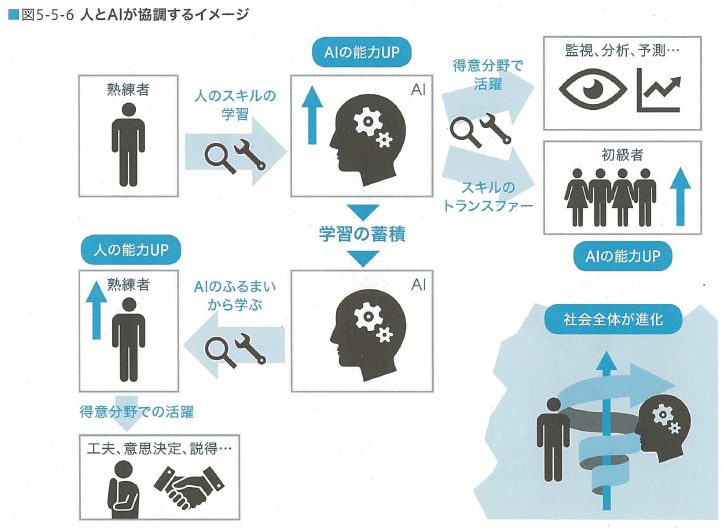 ■図5-5-6 人とAIが協調するイメージ
AIの能力UP
熟練者
人のスキルの
学習
AI
得意分野で
活躍
監視、分析、予測…
スキルの
トランスファー
初級者
AIの能力UP
学習の蓄積
人の能力UP
熟練者
AIのふるまい
から学ぶ
AI
得意分野での活躍
工夫、意思決定、説得…
社会全体が進化